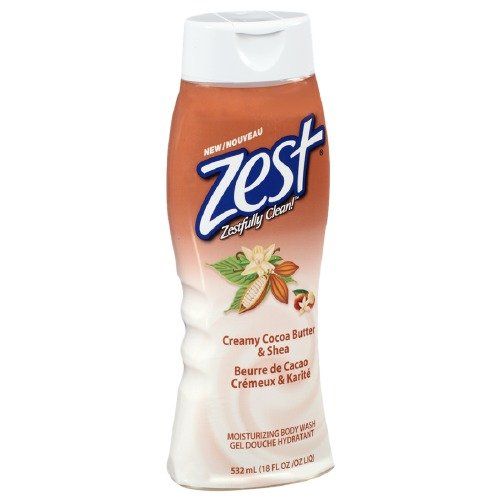 NEW/NOUVEAU
Zest®
Zestfully Clean!™
Creamy Cocoa Butter
& Shea
Beurre de Cacao
Crémeux & Karité
MOISTURIZING BODY WASH
GEL DOUCHE HYDRATANT
532 mL (18 FL OZ /OZ LIQ)